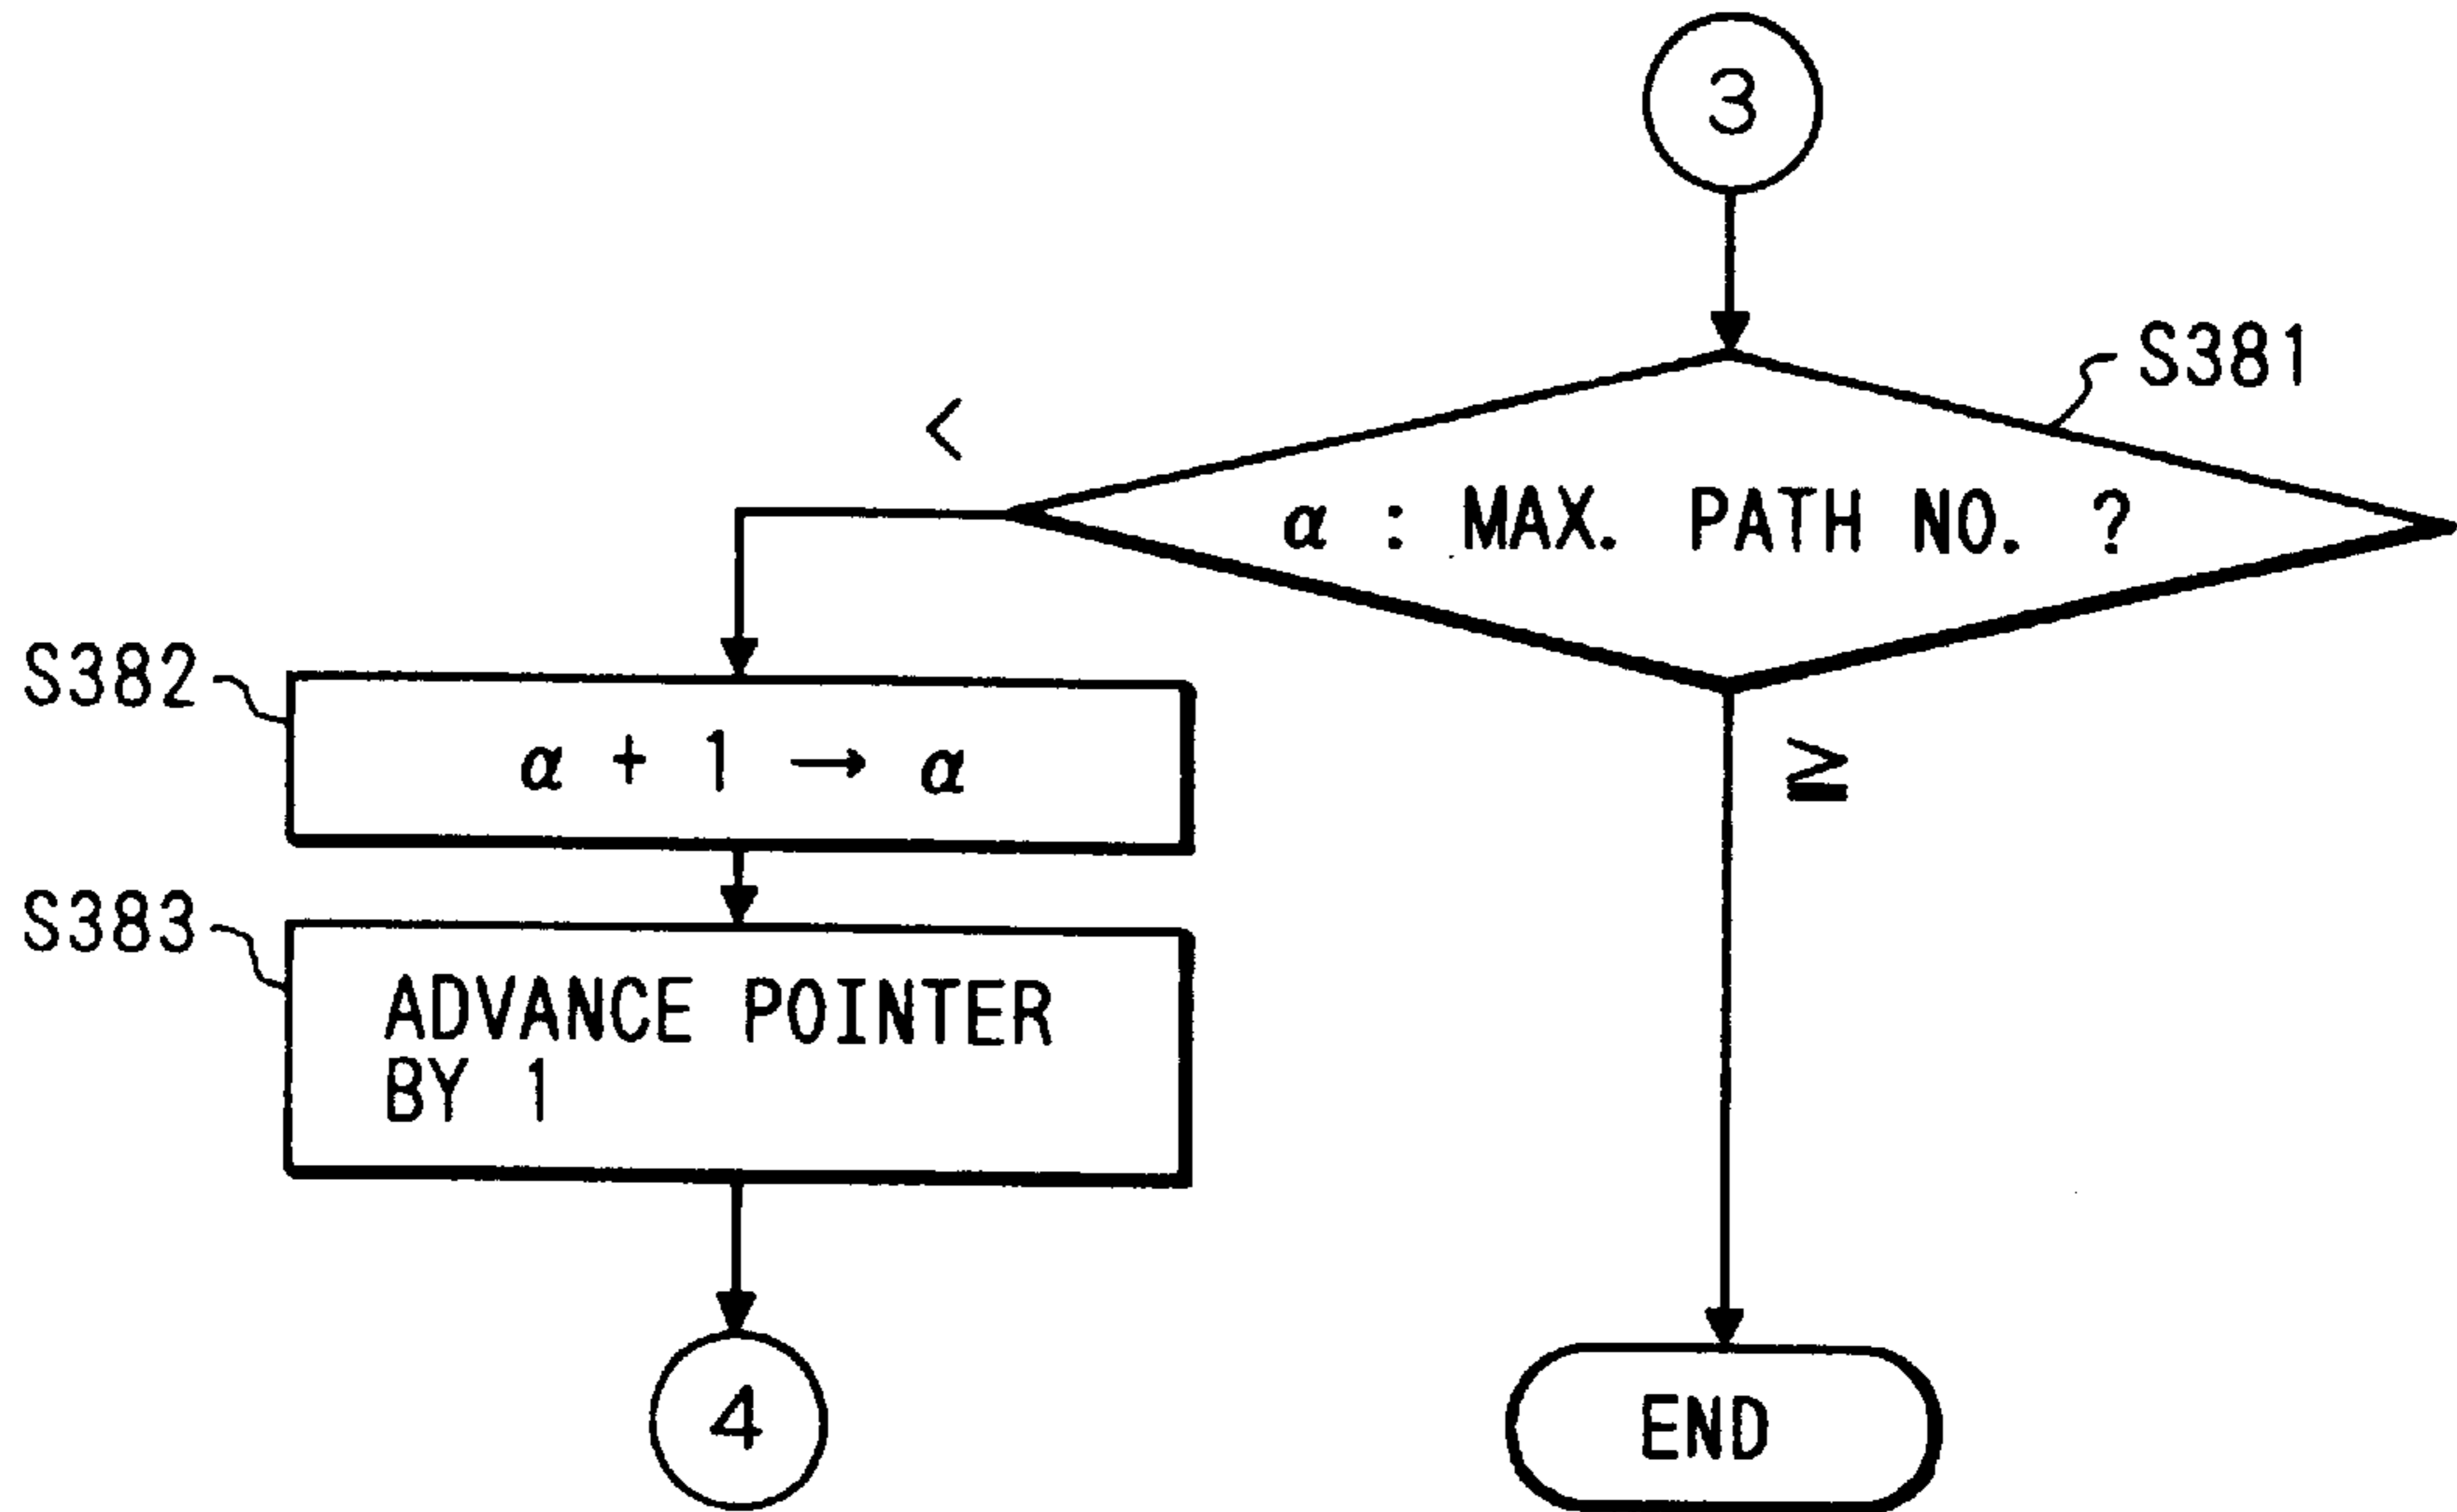 3
S381
<
α : MAX. PATH NO. ?
S382
α + 1 → α
≥
S383
ADVANCE POINTER
BY 1
4
END